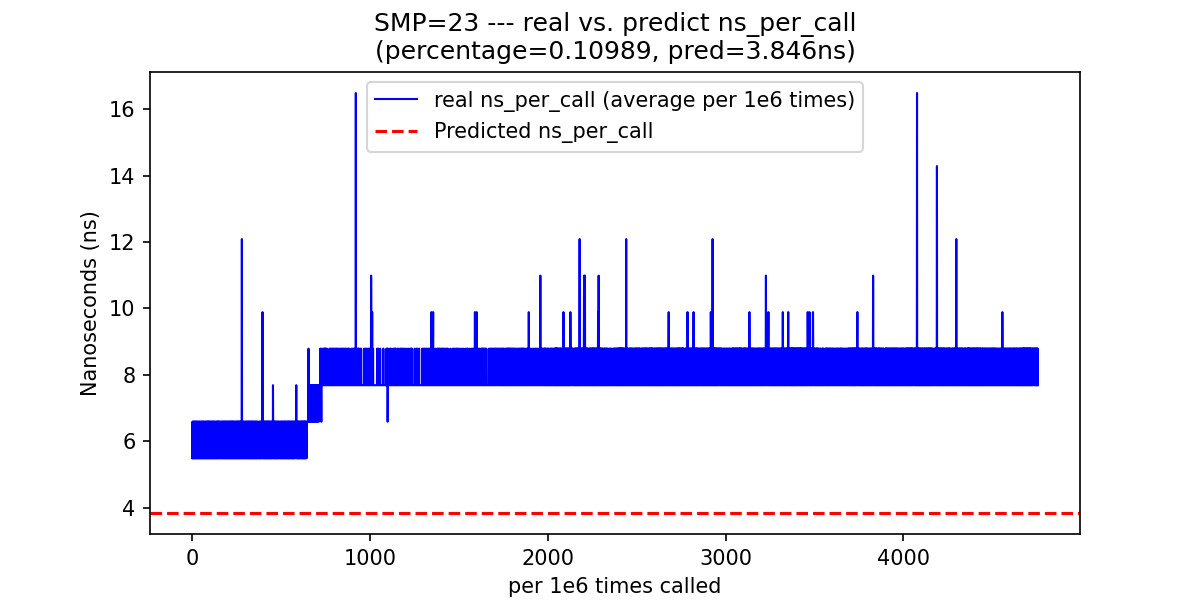 SMP=23 --- real vs. predict ns_per_call
(percentage=0.10989, pred=3.846ns)
real ns_per_call (average per 1e6 times)
Predicted ns_per_call
Nanoseconds (ns)
16
14
12
10
8
6
4
0
1000
2000
3000
4000
per 1e6 times called